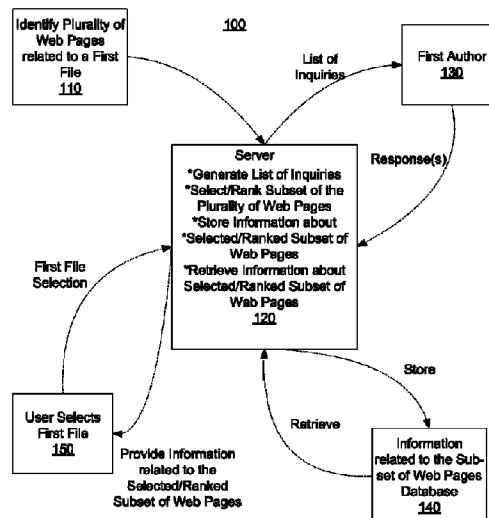 Identify Plurality of
Web Pages
related to a First
File
110
100
List of
Inquiries
First Author
130
Response(s)
Server
*Generate List of Inquiries
*Select/Rank Subset of the
Plurality of Web Pages
*Store Information about
*Selected/Ranked Subset of
Web Pages
*Retrieve Information about
Selected/Ranked Subset of
Web Pages
120
First File
Selection
Store
Retrieve
User Selects
First File
150
Provide Information
related to the
Selected/Ranked
Subset of Web Pages
Information
related to the Sub-
set of Web Pages
Database
140